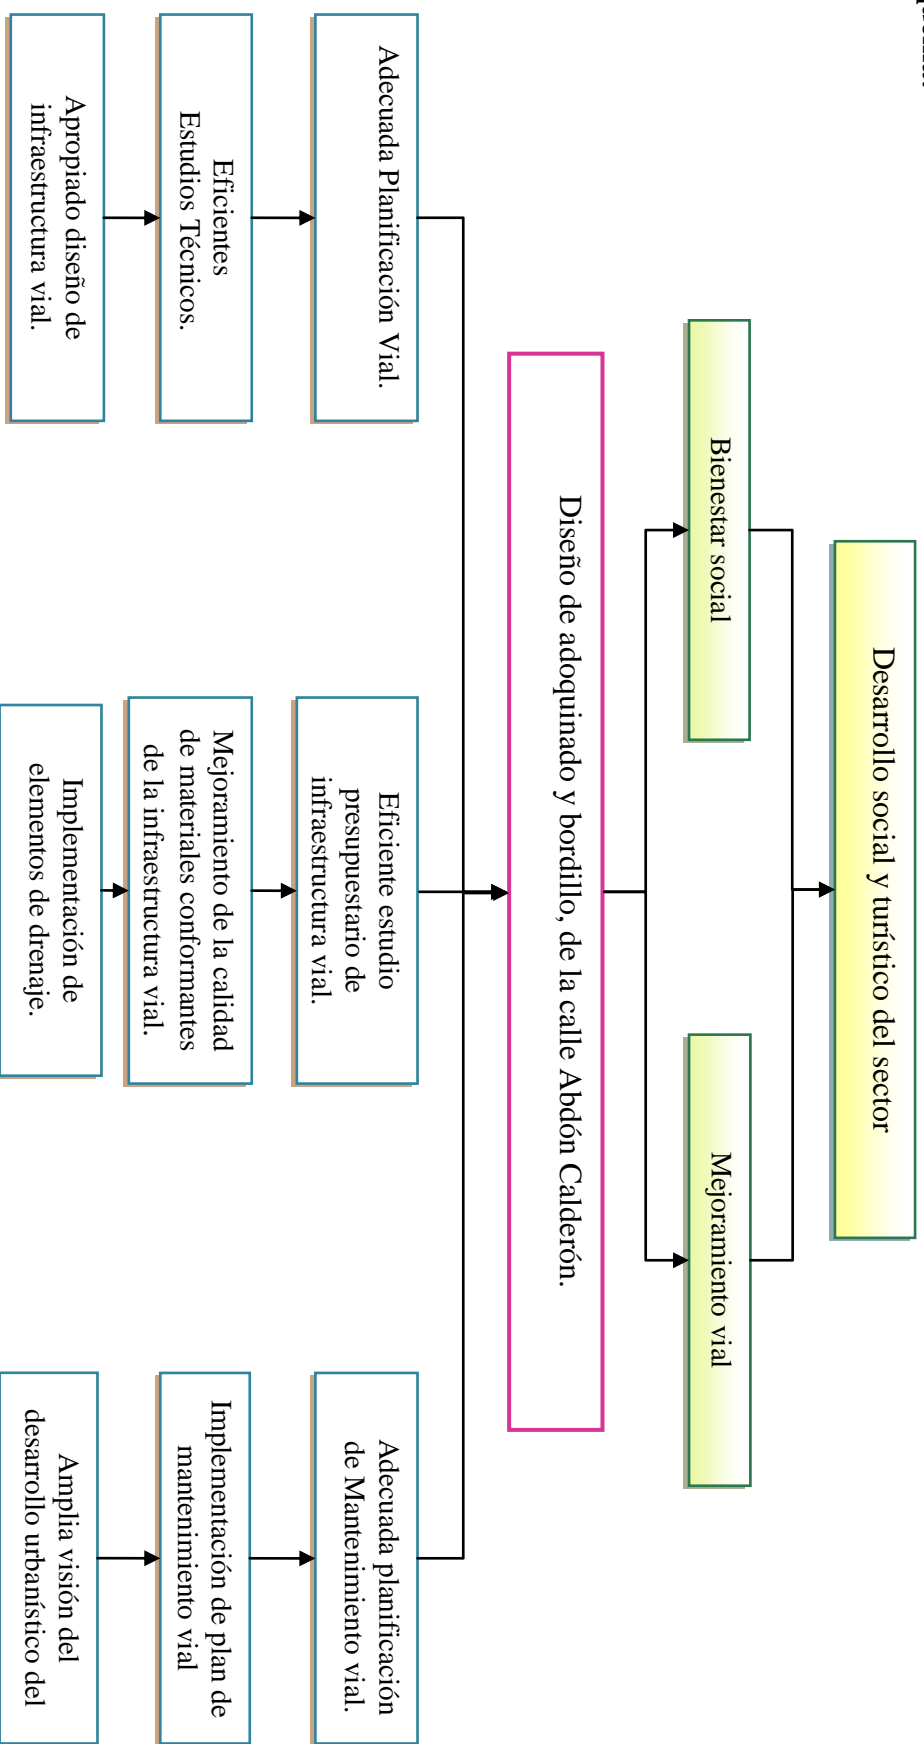 Desarrollo social y turístico del sector
Bienestar social
Mejoramiento vial
Diseño de adoquinado y bordillo, de la calle Abdón Calderón.
Adecuada Planificación Vial.
Eficiente estudio
presupuestario de
infraestructura vial.
Adecuada planificación
de Mantenimiento vial.
Eficientes
Estudios Técnicos.
Mejoramiento de la calidad
de materiales conformantes
de la infraestructura vial.
Implementación de plan de
mantenimiento vial
Apropiado diseño de
infraestructura vial.
Implementación de
elementos de drenaje.
Amplia visión del
desarrollo urbanístico del